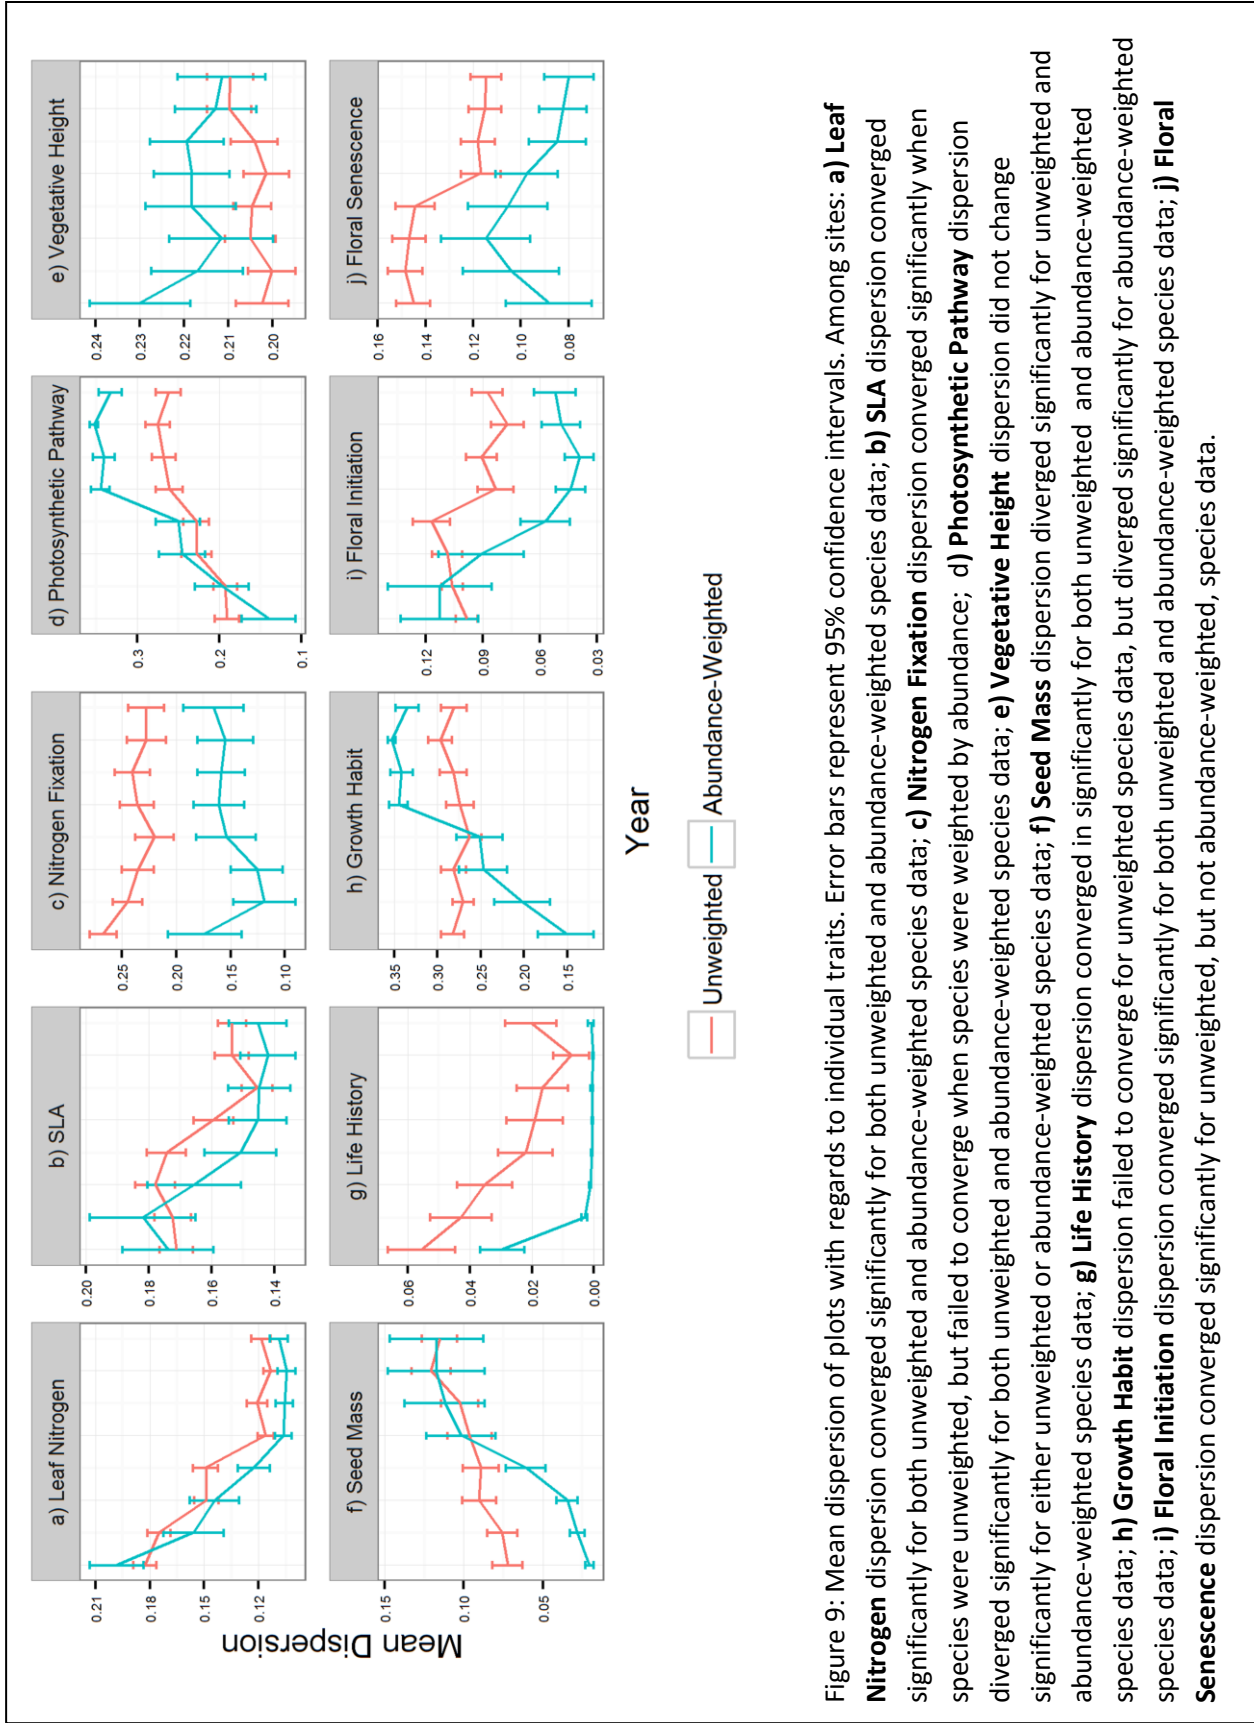 a) Leaf Nitrogen
b) SLA
c) Nitrogen Fixation
d) Photosynthetic Pathway
e) Vegetative Height
0.21
0.18
0.15
0.12
0.20
0.18
0.16
0.14
0.25
0.20
0.15
0.10
0.3
0.2
0.1
0.24
0.23
0.22
0.21
0.20
f) Seed Mass
g) Life History
h) Growth Habit
i) Floral Initiation
j) Floral Senescence
0.15
0.10
0.05
0.06
0.04
0.02
0.00
0.35
0.30
0.25
0.20
0.15
0.12
0.09
0.06
0.03
0.16
0.14
0.12
0.10
0.08
Mean Dispersion
Year
Unweighted
Abundance-Weighted
Figure 9: Mean dispersion of plots with regards to individual traits. Error bars represent 95% confidence intervals. Among sites: a) Leaf
Nitrogen dispersion converged significantly for both unweighted and abundance-weighted species data; b) SLA dispersion converged
significantly for both unweighted and abundance-weighted species data; c) Nitrogen Fixation dispersion converged significantly when
species were unweighted, but failed to converge when species were weighted by abundance; d) Photosynthetic Pathway dispersion
diverged significantly for both unweighted and abundance-weighted species data; e) Vegetative Height dispersion did not change
significantly for either unweighted or abundance-weighted species data; f) Seed Mass dispersion diverged significantly for unweighted and
abundance-weighted species data; g) Life History dispersion converged in significantly for both unweighted and abundance-weighted
species data; h) Growth Habit dispersion failed to converge for unweighted species data, but diverged significantly for abundance-weighted
species data; i) Floral Initiation dispersion converged significantly for both unweighted and abundance-weighted species data; j) Floral
Senescence dispersion converged significantly for unweighted, but not abundance-weighted, species data.